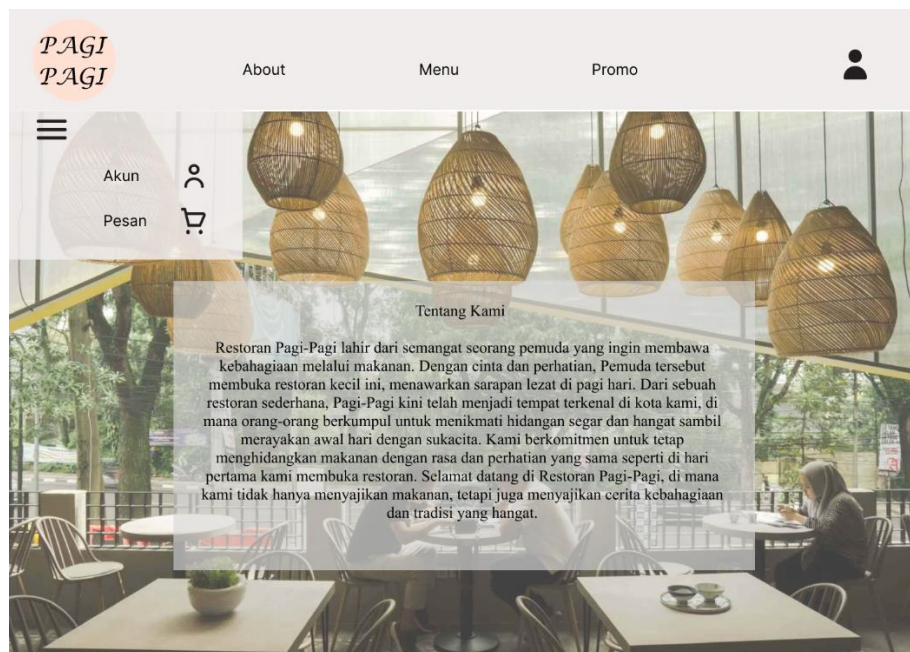 PAGI
PAGI
About
Menu
Promo
Akun
Pesan
Tentang Kami
Restoran Pagi-Pagi lahir dari semangat seorang pemuda yang ingin membawa
kebahagiaan melalui makanan. Dengan cinta dan perhatian, Pemuda tersebut
membuka restoran kecil ini, menawarkan sarapan lezat di pagi hari. Dari sebuah
restoran sederhana, Pagi-Pagi kini telah menjadi tempat terkenal di kota kami, di
mana orang-orang berkumpul untuk menikmati hidangan segar dan hangat sambil
merayakan awal hari dengan sukacita. Kami berkomitmen untuk tetap
menghidangkan makanan dengan rasa dan perhatian yang sama seperti di hari
pertama kami membuka restoran. Selamat datang di Restoran Pagi-Pagi, di mana
kami tidak hanya menyajikan makanan, tetapi juga menyajikan cerita kebahagiaan
dan tradisi yang hangat.